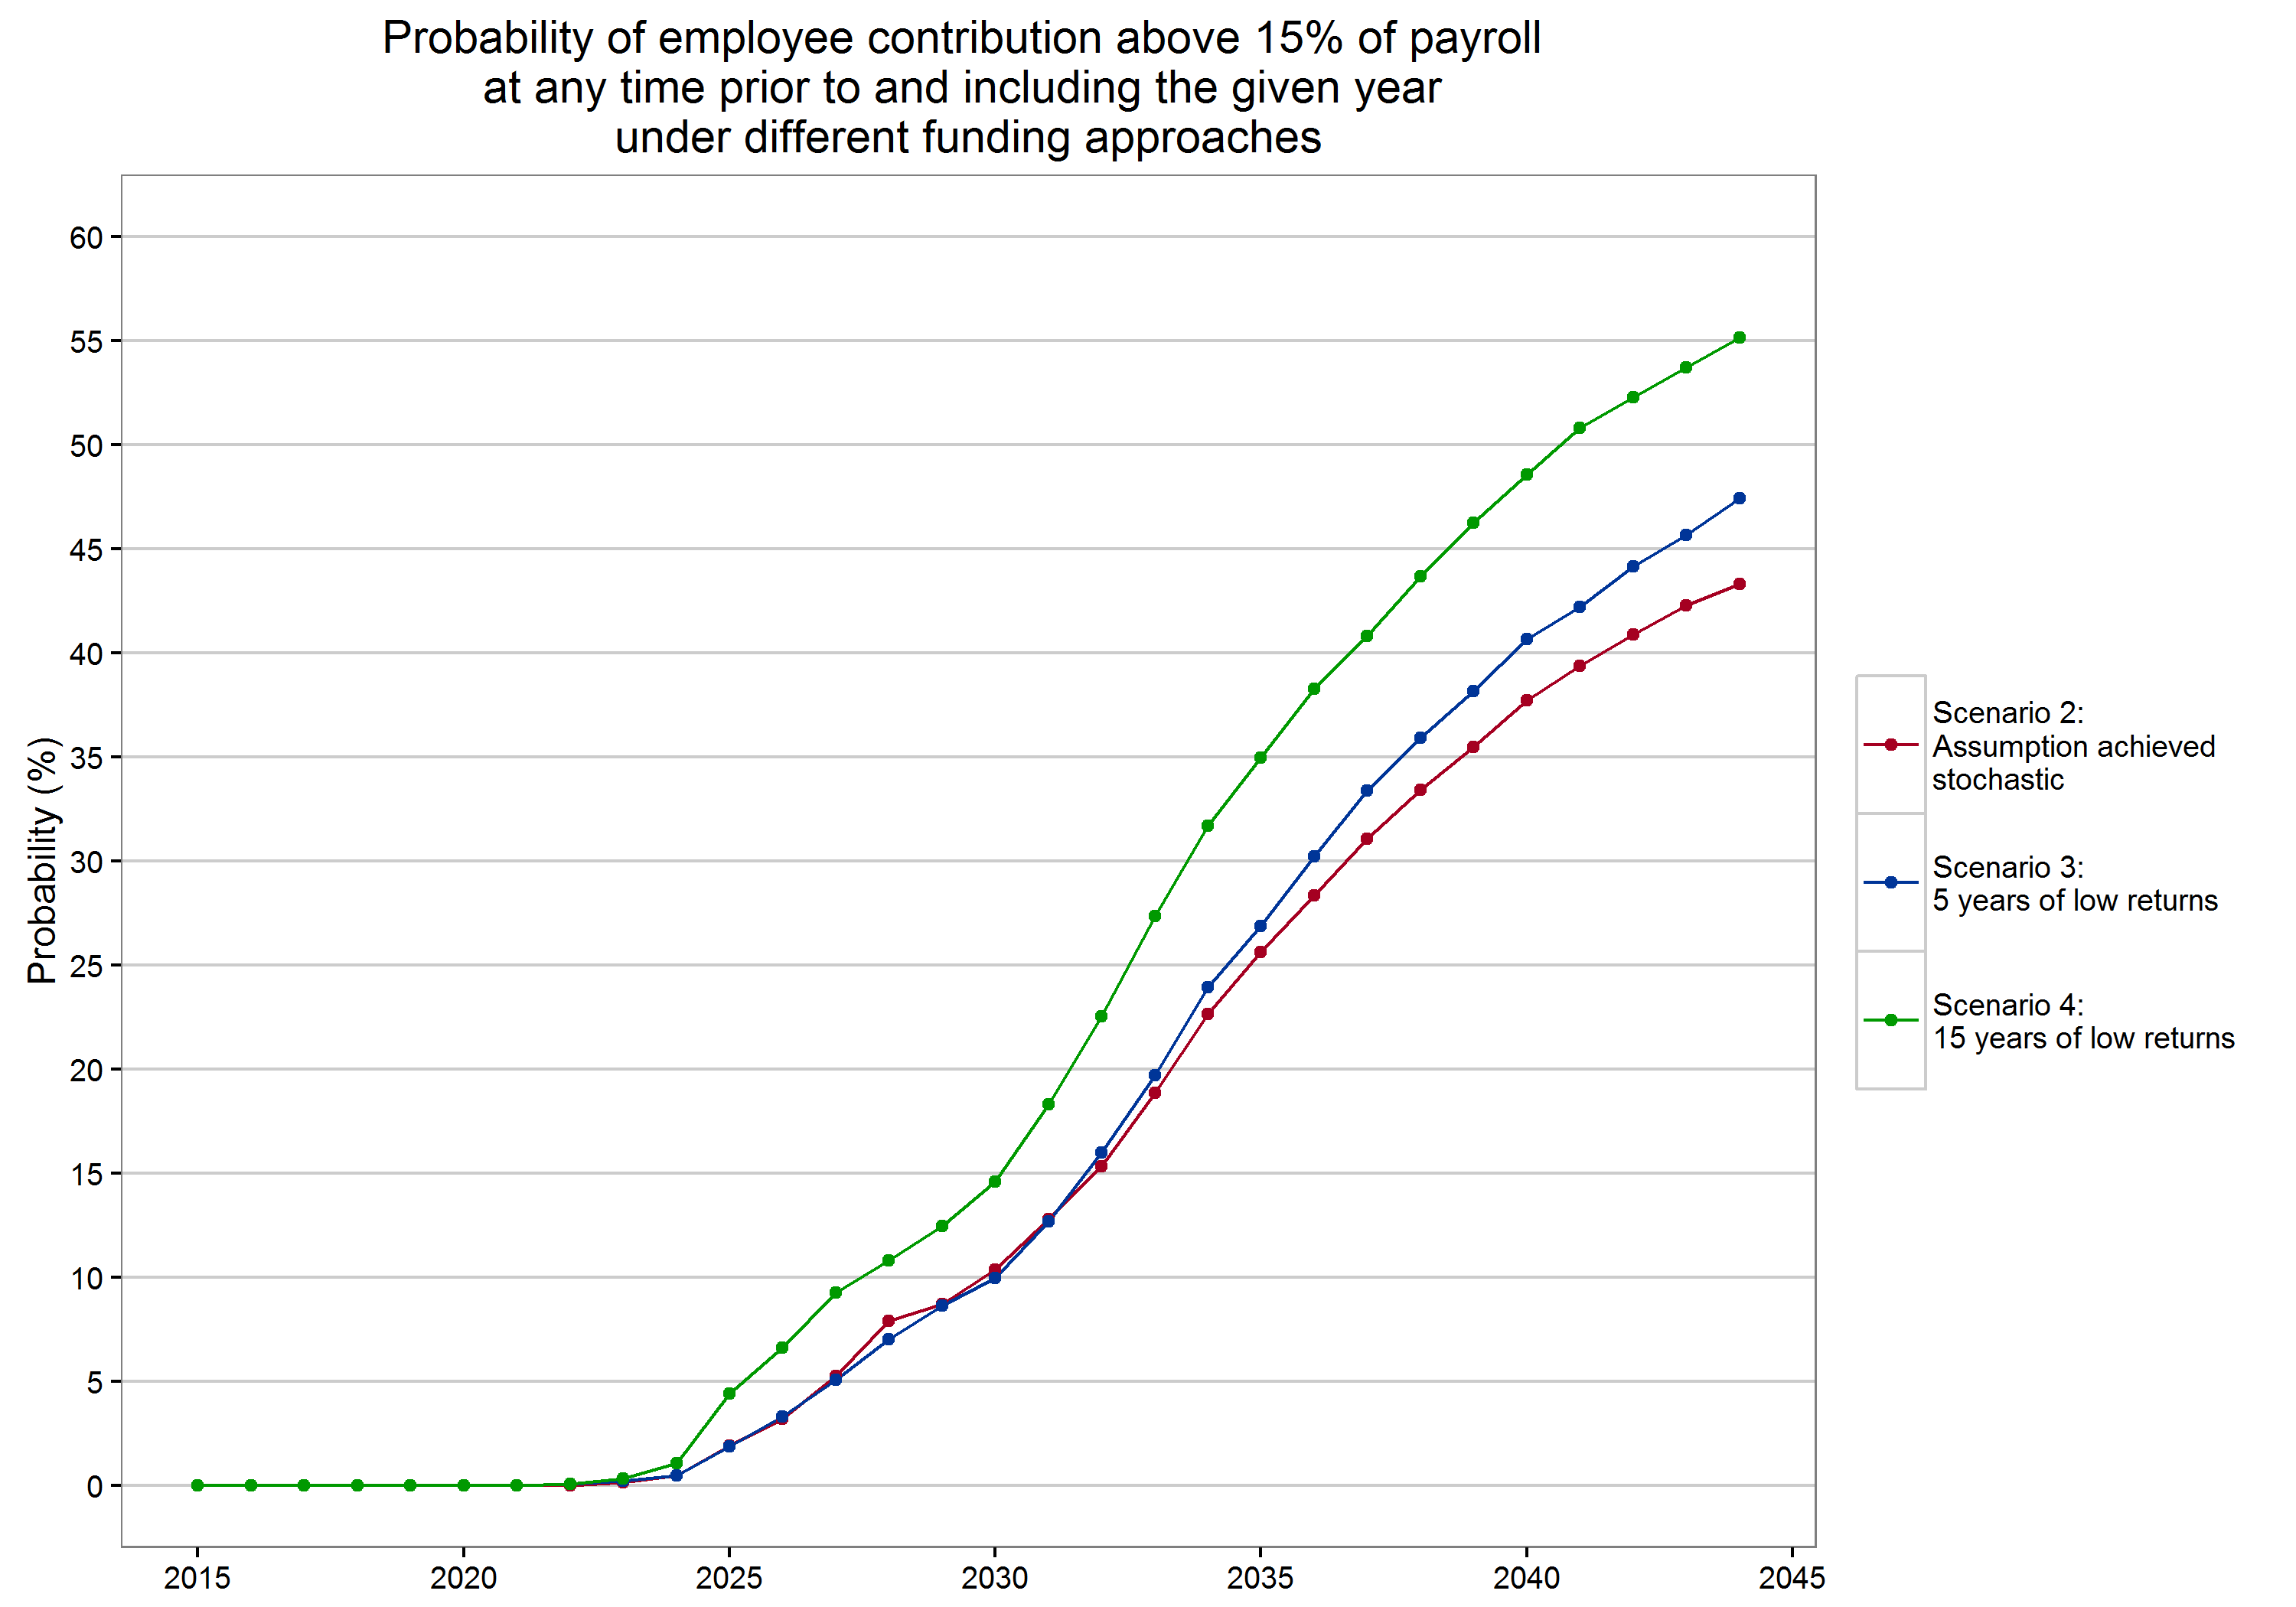 Probability of employee contribution above 15% of payroll
at any time prior to and including the given year
under different funding approaches
Probability (%)
60
55
50
45
40
35
30
25
20
15
10
5
0
2015
2020
2025
2030
2035
2040
2045
Scenario 2:
Assumption achieved
stochastic
Scenario 3:
5 years of low returns
Scenario 4:
15 years of low returns